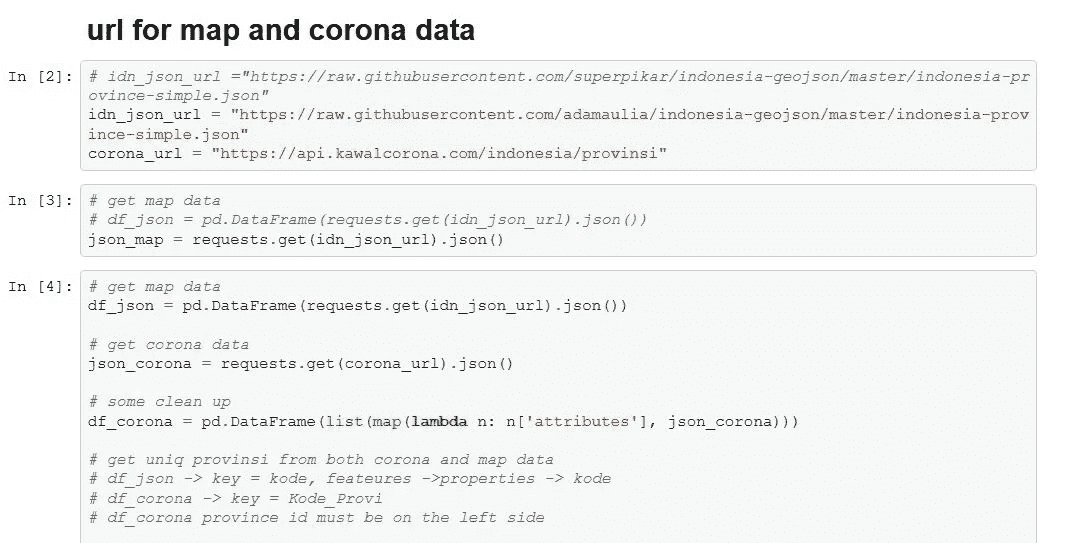 url for map and corona data
In [2]: # idn_json_url ="https://raw.githubusercontent.com/superpikar/indonesia-geojson/master/indonesia-pr
ovince-simple.json"
idn_json_url = "https://raw.githubusercontent.com/adamaulia/indonesia-geojson/master/indonesia-prov
ince-simple.json"
corona_url = "https://api.kawalcorona.com/indonesia/provinsi"
In [3]: # get map data
# df_json = pd.DataFrame(requests.get(idn_json_url).json())
json_map = requests.get(idn_json_url).json()
In [4]: # get map data
df_json = pd.DataFrame(requests.get(idn_json_url).json())
# get corona data
json_corona = requests.get(corona_url).json()
# some clean up
df_corona = pd.DataFrame(list(map(lambda n: n['attributes'], json_corona)))
# get uniq provinsi from both corona and map data
# df_json -> key = kode, feateures ->properties -> kode
# df_corona -> key = Kode_Provi
# df_corona province id must be on the left side